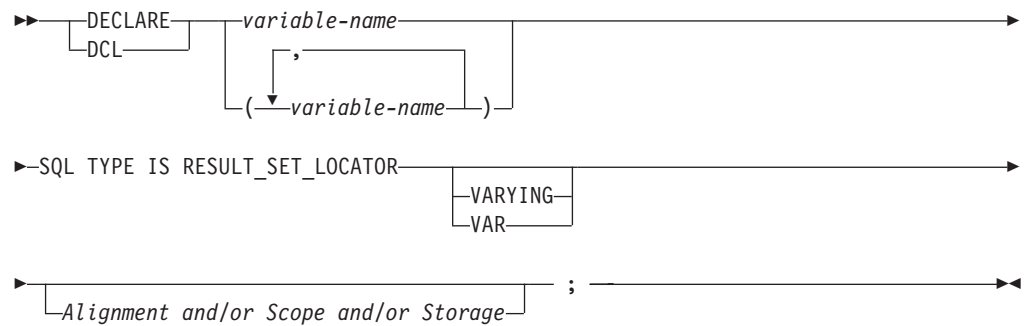 DECLARE variable-name
DCL
,
( variable-name )
SQL TYPE IS RESULT_SET_LOCATOR
VARYING
VAR
;
Alignment and/or Scope and/or Storage